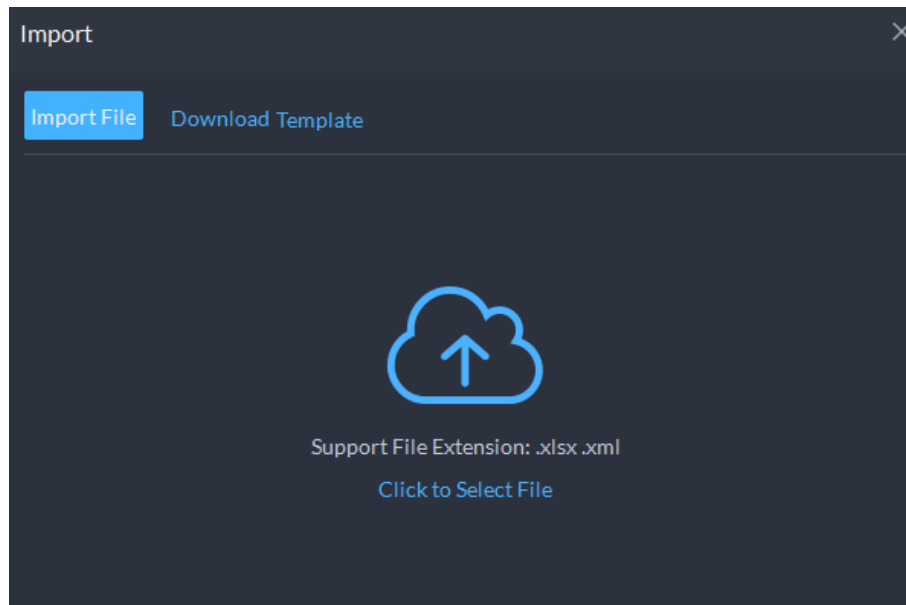 Import
Import File Download Template
Support File Extension: .xlsx .xml
Click to Select File